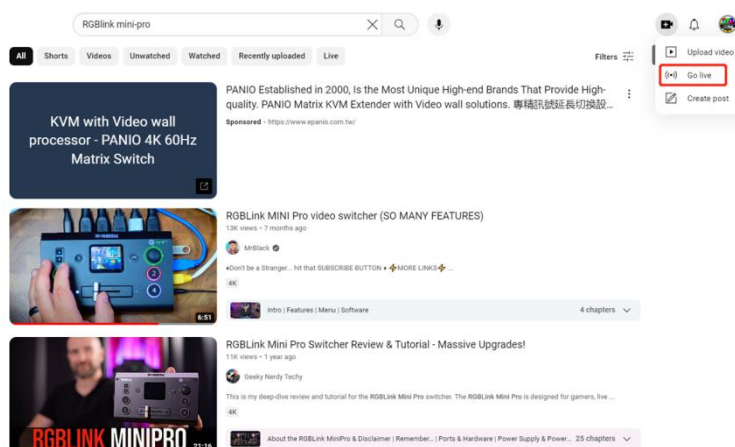 RGBlink mini-pro
All Shorts Videos Unwatched Watched Recently uploaded Live Filters
Upload video
Go live
Create post
KVM with Video wall
processor - PANIO 4K 60Hz
Matrix Switch
PANIO Established in 2000, Is the Most Unique High-end Brands That Provide High-
quality. PANIO Matrix KVM Extender with Video wall solutions. 專精訊號延長切換設...
Sponsored · https://www.epanio.com.tw/
RGBLink MINI Pro video switcher (SO MANY FEATURES)
13K views • 7 months ago
MrBlack
♦Don't be a Stranger... hit that SUBSCRIBE BUTTON ♦ ⚡MORE LINKS⚡ ...
4K
Intro | Features | Menu | Software 4 chapters
6:51
RGBLink Mini Pro Switcher Review & Tutorial - Massive Upgrades!
11K views • 1 year ago
Geeky Nerdy Techy
This is my deep-dive review and tutorial for the RGBLink Mini Pro switcher. The RGBLink Mini Pro is designed for gamers, live ...
4K
About the RGBLink MiniPro & Disclaimer | Remember... | Ports & Hardware | Power Supply & Power... 25 chapters
RGBLINK MINIPRO
21:16